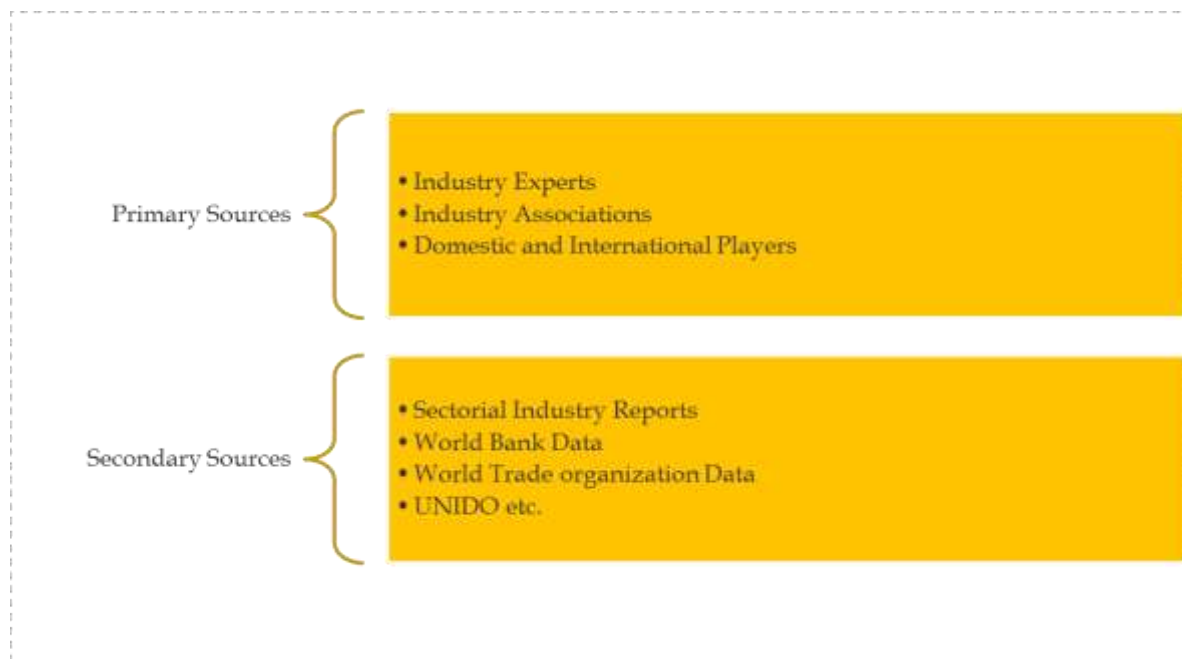 Primary Sources
• Industry Experts
• Industry Associations
• Domestic and International Players
Secondary Sources
• Sectorial Industry Reports
• World Bank Data
• World Trade organization Data
• UNIDO etc.